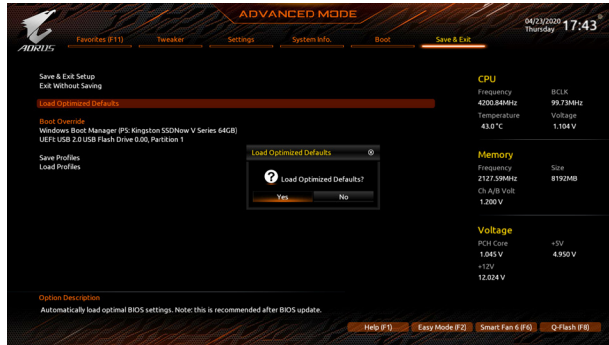 ADVANCED MODE
04/23/2020 Thursday 17:43
AORUS
Favorites (F11) Tweaker Settings System Info. Boot Save & Exit
Save & Exit Setup
Exit Without Saving
Load Optimized Defaults
Boot Override
Windows Boot Manager (P5: Kingston SSDNow V Series 64GB)
UEFI: USB 2.0 USB Flash Drive 0.00, Partition 1
Save Profiles
Load Profiles
Load Optimized Defaults
? Load Optimized Defaults?
Yes No
CPU
Frequency BCLK
4200.84MHz 99.73MHz
Temperature Voltage
43.0 °C 1.104 V
Memory
Frequency Size
2127.59MHz 8192MB
Ch A/B Volt
1.200 V
Voltage
PCH Core +5V
1.045 V 4.950 V
+12V
12.024 V
Option Description
Automatically load optimal BIOS settings. Note: this is recommended after BIOS update.
Help (F1) Easy Mode (F2) Smart Fan 6 (F6) Q-Flash (F8)